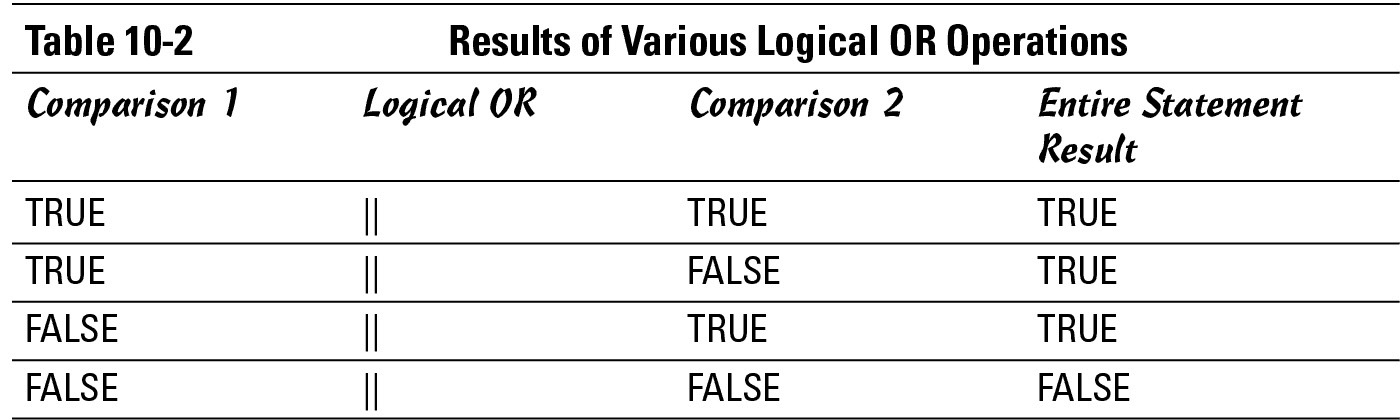 Table 10-2 Results of Various Logical OR Operations
Comparison 1 Logical OR Comparison 2 Entire Statement Result
TRUE || TRUE TRUE
TRUE || FALSE TRUE
FALSE || TRUE TRUE
FALSE || FALSE FALSE